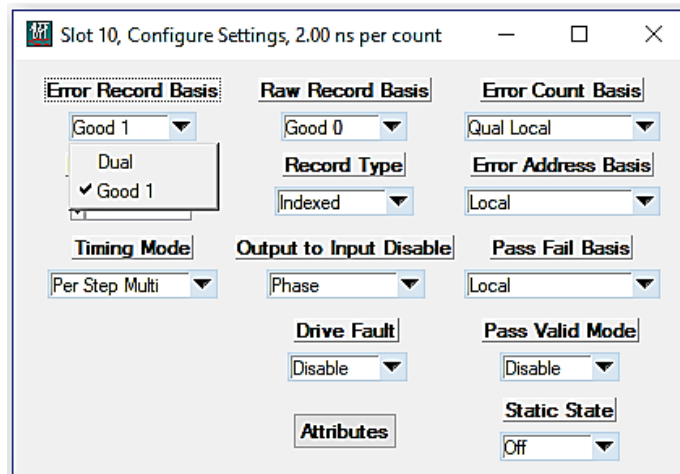 Slot 10, Configure Settings, 2.00 ns per count
Error Record Basis
Raw Record Basis
Error Count Basis
Good 1
Good 0
Qual Local
Dual
Good 1
Record Type
Error Address Basis
Indexed
Local
Timing Mode
Output to Input Disable
Pass Fail Basis
Per Step Multi
Phase
Local
Drive Fault
Pass Valid Mode
Disable
Disable
Attributes
Static State
Off